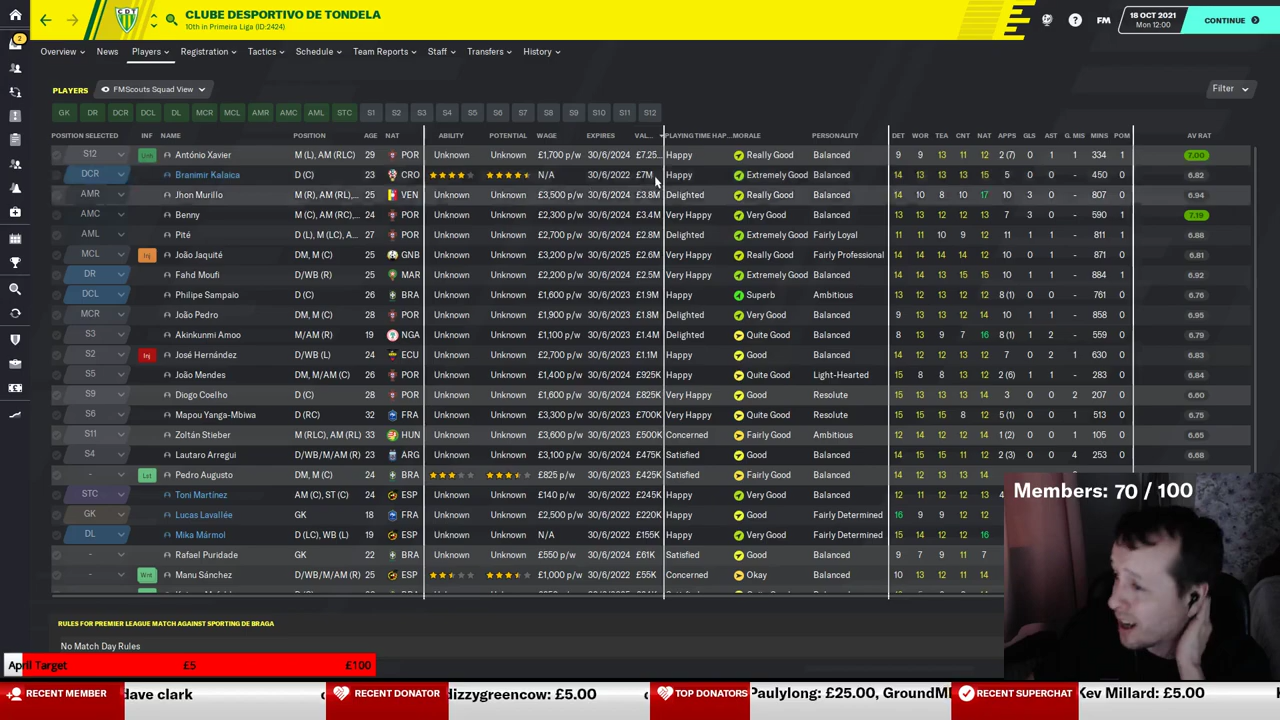 CLUBE DESPORTIVO DE TONDELA
10th in Primeira Liga (ID:2424)
FM 18 OCT 2021 Mon 12:00 CONTINUE
2
Overview News Players Registration Tactics Schedule Team Reports Staff Transfers History
PLAYERS FMScouts Squad View Filter
GK DR DCR DCL DL MCR MCL AMR AMC AML STC S1 S2 S3 S4 S5 S6 S7 S8 S9 S10 S11 S12
POSITION SELECTED INF NAME POSITION AGE NAT ABILITY POTENTIAL WAGE EXPIRES VAL... PLAYING TIME HAP... MORALE PERSONALITY DET WOR TEA CNT NAT APPS GLS AST G. MIS MINS POM AV RAT
S12 Unh António Xavier M (L), AM (RLC) 29 POR Unknown Unknown £1,700 p/w 30/6/2024 £7.25... Happy Really Good Balanced 9 9 13 11 12 2 (7) 0 1 1 334 1 7.00
DCR Branimir Kalaica D (C) 23 CRO N/A 30/6/2022 £7M Happy Extremely Good Balanced 14 13 13 13 15 5 0 0 - 450 0 6.82
AMR Jhon Murillo M (R), AM (RL),... 25 VEN Unknown Unknown £3,500 p/w 30/6/2024 £3.8M Delighted Really Good Balanced 14 10 8 10 17 10 3 0 - 807 0 6.94
AMC Benny M (C), AM (RC) 24 POR Unknown Unknown £2,300 p/w 30/6/2024 £3.4M Very Happy Very Good Balanced 13 13 12 13 12 7 3 0 - 590 1 7.19
AML Pité D (L), M (LC), A... 27 POR Unknown Unknown £2,700 p/w 30/6/2024 £2.8M Delighted Extremely Good Fairly Loyal 11 11 10 9 12 11 1 1 - 811 1 6.88
MCL Inj João Jaquité DM, M (C) 25 GNB Unknown Unknown £3,200 p/w 30/6/2025 £2.6M Very Happy Really Good Fairly Professional 14 14 14 14 12 10 0 1 - 871 0 6.81
DR Fahd Moufi D/WB (R) 25 MAR Unknown Unknown £2,200 p/w 30/6/2024 £2.5M Very Happy Extremely Good Balanced 14 14 13 15 15 10 1 1 - 884 1 6.92
DCL Philipe Sampaio D (C) 26 BRA Unknown Unknown £1,600 p/w 30/6/2023 £1.9M Happy Superb Ambitious 13 12 13 12 12 8 (1) 0 0 - 761 0 6.76
MCR João Pedro DM, M (C) 28 POR Unknown Unknown £1,900 p/w 30/6/2024 £1.8M Delighted Very Good Balanced 14 13 13 12 14 10 1 1 - 858 0 6.95
S3 Akinkunmi Amoo M/AM (R) 19 NGA Unknown Unknown £1,100 p/w 30/6/2024 £1.4M Delighted Quite Good Balanced 8 13 9 7 16 8 (1) 0 2 - 559 0 6.79
S2 Inj José Hernández D/WB (L) 24 ECU Unknown Unknown £2,700 p/w 30/6/2024 £1.1M Happy Good Balanced 14 12 12 13 12 7 0 2 1 630 0 6.83
S5 João Mendes DM, M/AM (C) 26 POR Unknown Unknown £1,400 p/w 30/6/2024 £925K Happy Quite Good Light-Hearted 15 8 8 13 12 2 (6) 1 1 - 283 0 6.84
S9 Diogo Coelho D (C) 28 POR Unknown Unknown £1,600 p/w 30/6/2024 £825K Very Happy Good Resolute 15 13 12 14 12 3 0 0 2 207 0 6.60
S6 Mapou Yanga-Mbiwa D (RC) 32 FRA Unknown Unknown £3,300 p/w 30/6/2023 £700K Very Happy Quite Good Resolute 15 15 15 8 12 5 (1) 0 0 1 513 0 6.75
S11 Zoltán Stieber M (RLC), AM (RL) 33 HUN Unknown Unknown £3,600 p/w 30/6/2023 £500K Concerned Fairly Good Ambitious 12 14 12 12 14 1 (2) 0 0 1 105 0 6.65
S4 Lautaro Arregui D/WB/M/AM (R) 23 ARG Unknown Unknown £3,100 p/w 30/6/2024 £475K Satisfied Good Balanced 14 14 12 11 12 2 (3) 0 0 4 253 0 6.68
- Lst Pedro Augusto DM, M (C) 24 BRA £825 p/w 30/6/2023 £425K Satisfied Fairly Good Balanced 14 12 13 13 14
STC Toni Martínez AM (C), ST (C) 24 ESP Unknown Unknown £140 p/w 30/6/2022 £245K Happy Very Good Balanced 12 11 13 12 12
GK Lucas Lavallée GK 18 FRA Unknown Unknown £2,500 p/w 30/6/2022 £220K Happy Good Fairly Determined 16 9 9 12 12
DL Mika Mármol D (LC), WB (L) 19 ESP Unknown Unknown N/A 30/6/2022 £155K Happy Very Good Fairly Determined 15 14 12 14 16
- Rafael Puridade GK 22 BRA Unknown Unknown £550 p/w 30/6/2024 £61K Satisfied Good Balanced 9 7 9 11 7
- Wnt Manu Sánchez D/WB/M/AM (R) 25 ESP £1,000 p/w 30/6/2022 £55K Concerned Okay Balanced 10 13 12 11 14
Members: 70 / 100
RULES FOR PREMIER LEAGUE MATCH AGAINST SPORTING DE BRAGA
No Match Day Rules
April Target £5 £100
RECENT MEMBER dave clark RECENT DONATOR dizzygreencow: £5.00 TOP DONATORS Paulylong: £25.00, RECENT SUPERCHAT Kev Millard: £5.00